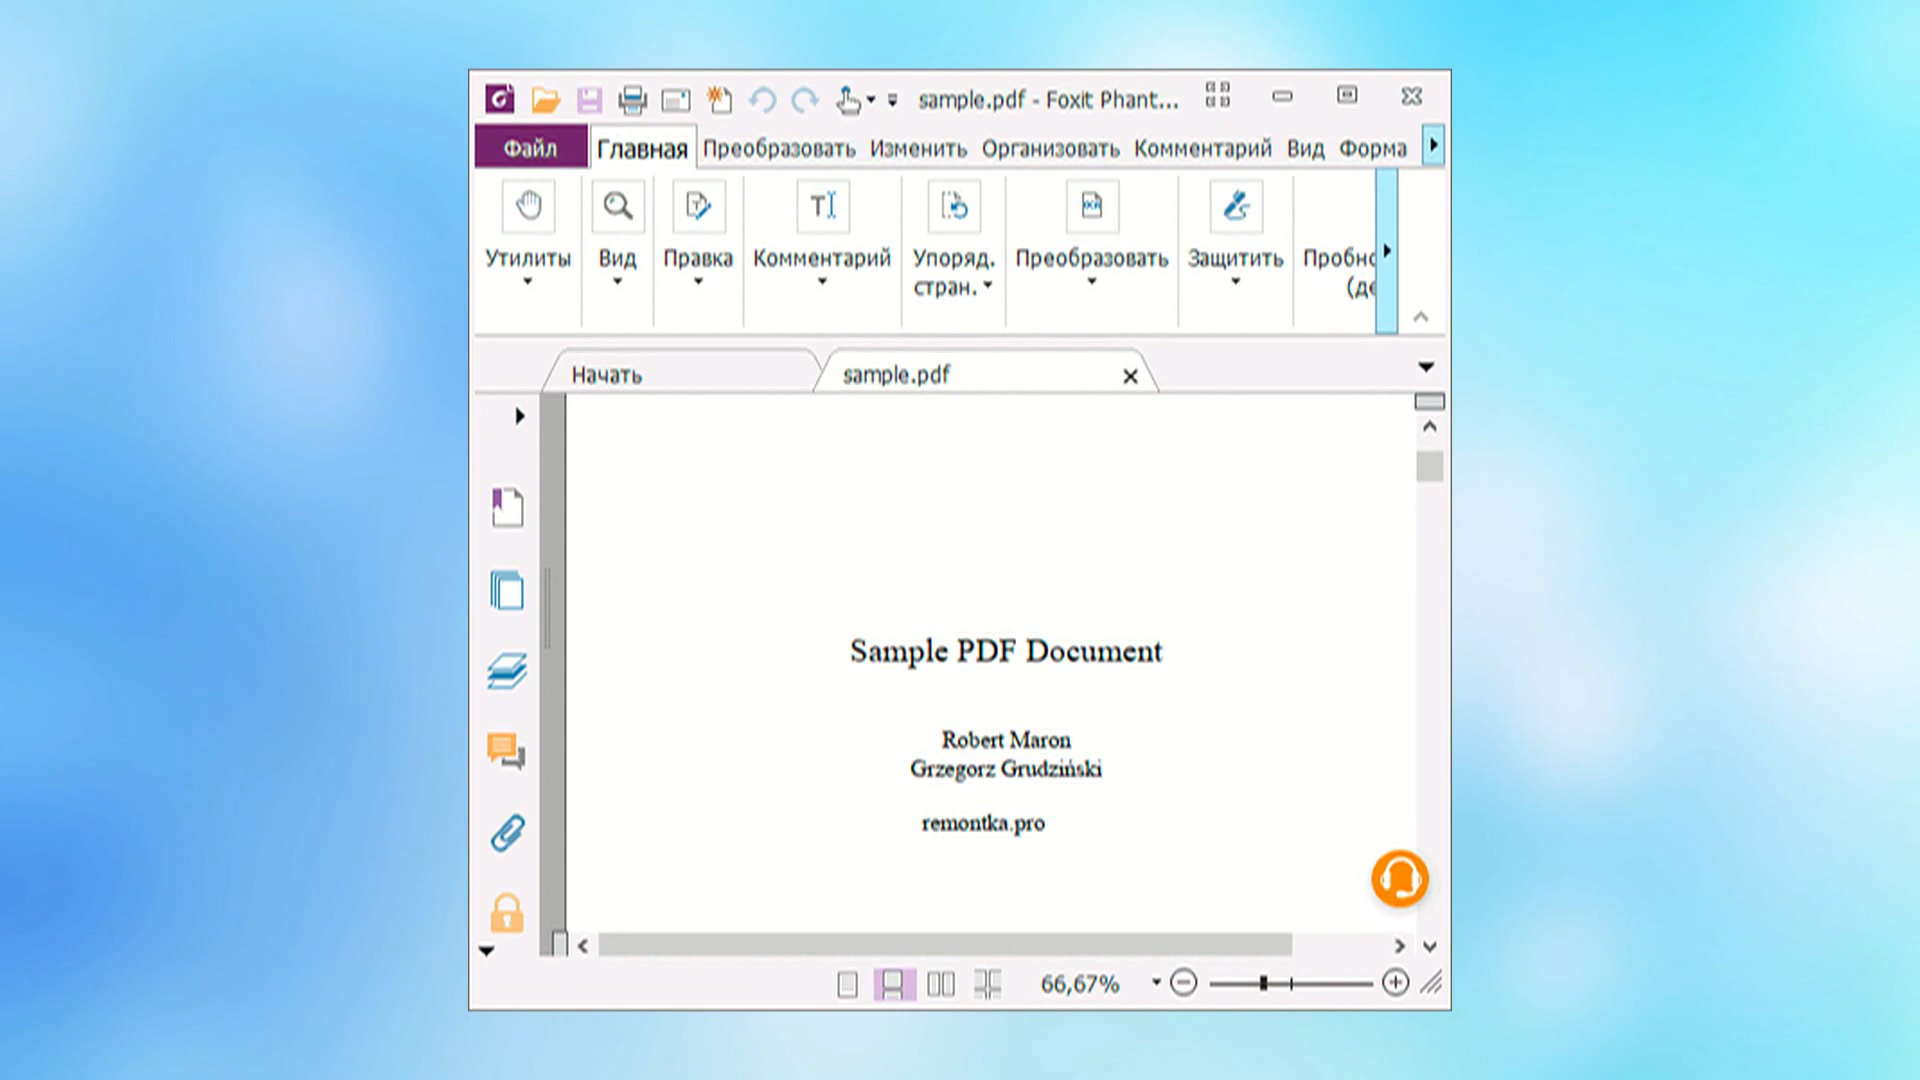 sample.pdf - Foxit Phant...
Файл Главная Преобразовать Изменить Организовать Комментарий Вид Форма
Утилиты Вид Правка Комментарий Упоряд. стран. Преобразовать Защитить
Начать sample.pdf
Sample PDF Document
Robert Maron
Grzegorz Grudziński
remontka.pro
66,67%